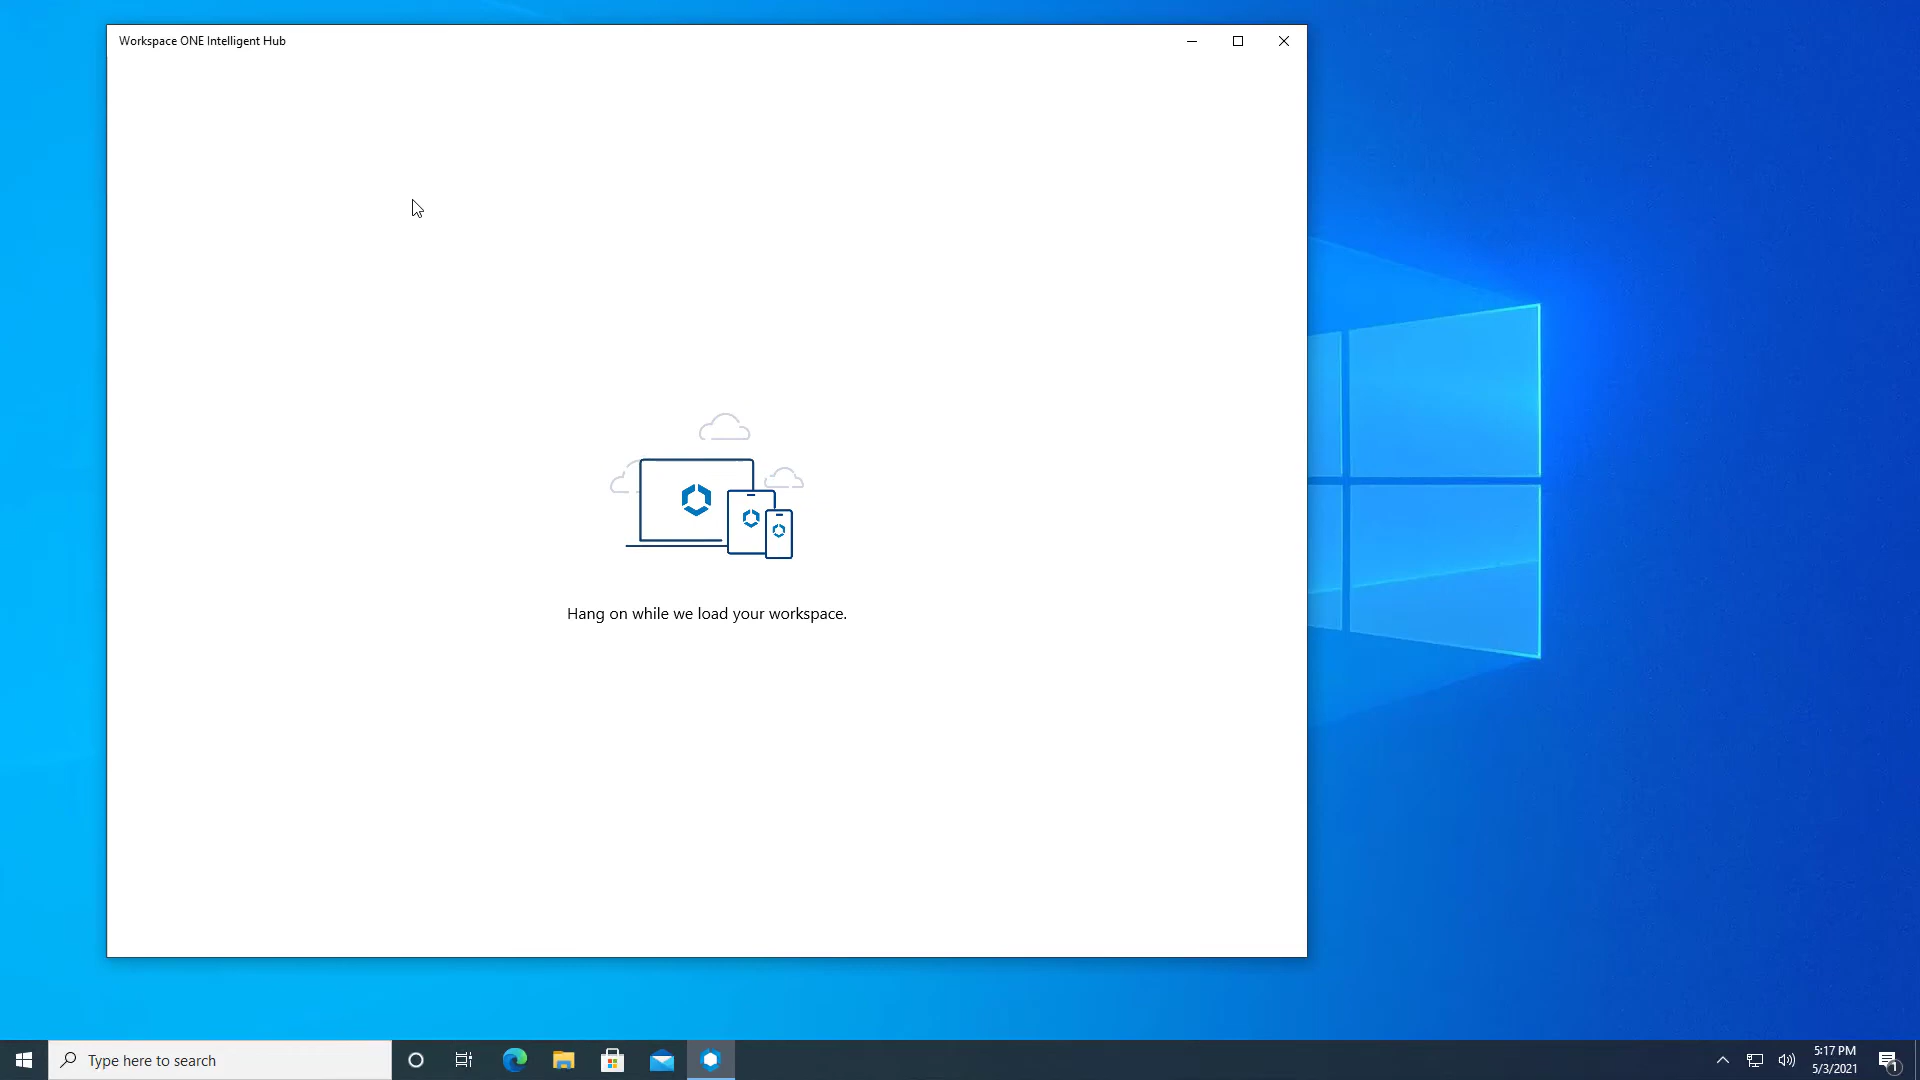 Workspace ONE Intelligent Hub
Hang on while we load your workspace.
Type here to search
5:17 PM
5/3/2021
1